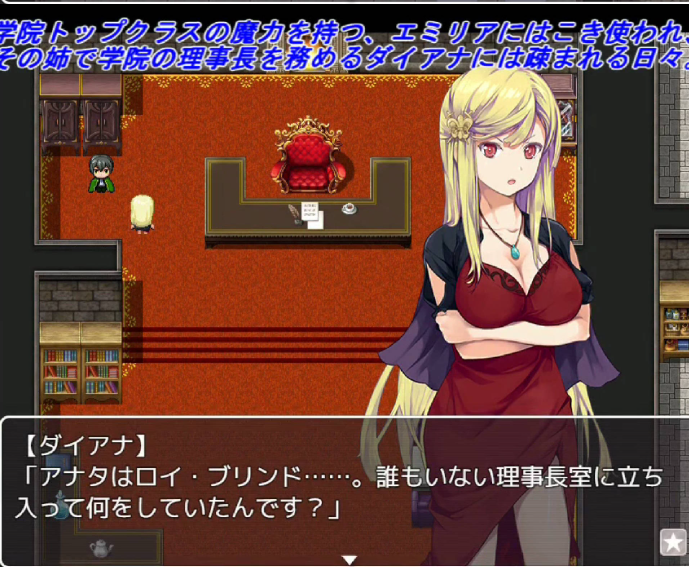 学院トップクラスの魔力を持つ、エミリアにはこき使われ、
その姉で学院の理事長を務めるダイアナには疎まれる日々。
【ダイアナ】
「アナタはロイ・ブリンド……。誰もいない理事長室に立ち
入って何をしていたんです？」